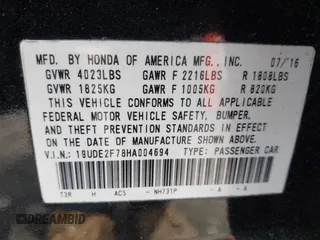 MFD. BY HONDA OF AMERICA MFG., INC. 07/'16
GVWR 4023LBS GAWR F 2216LBS R 1808LBS
GVWR 1825KG GAWR F 1005KG R 820KG
THIS VEHICLE CONFORMS TO ALL APPLICABLE
FEDERAL MOTOR VEHICLE SAFETY, BUMPER,
AND THEFT PREVENTION STANDARDS IN EFFECT
ON THE DATE OF MANUFACTURE SHOWN ABOVE.
V.I.N.: 19UDE2F78HA004694 TYPE: PASSENGER CAR
T3R H ACS - NH731P - A - A
DREAMBID